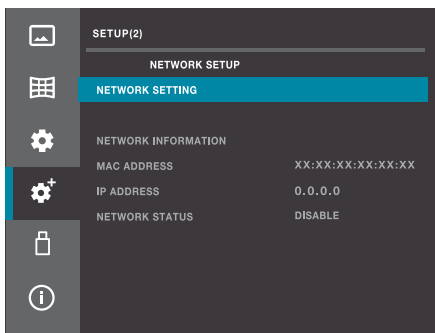 SETUP(2)
NETWORK SETUP
NETWORK SETTING
NETWORK INFORMATION
MAC ADDRESS XX:XX:XX:XX:XX:XX
IP ADDRESS 0.0.0.0
NETWORK STATUS DISABLE